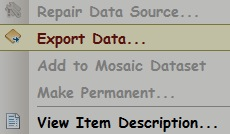 Repair Data Source...
Export Data...
Add to Mosaic Dataset
Make Permanent...
View Item Description...